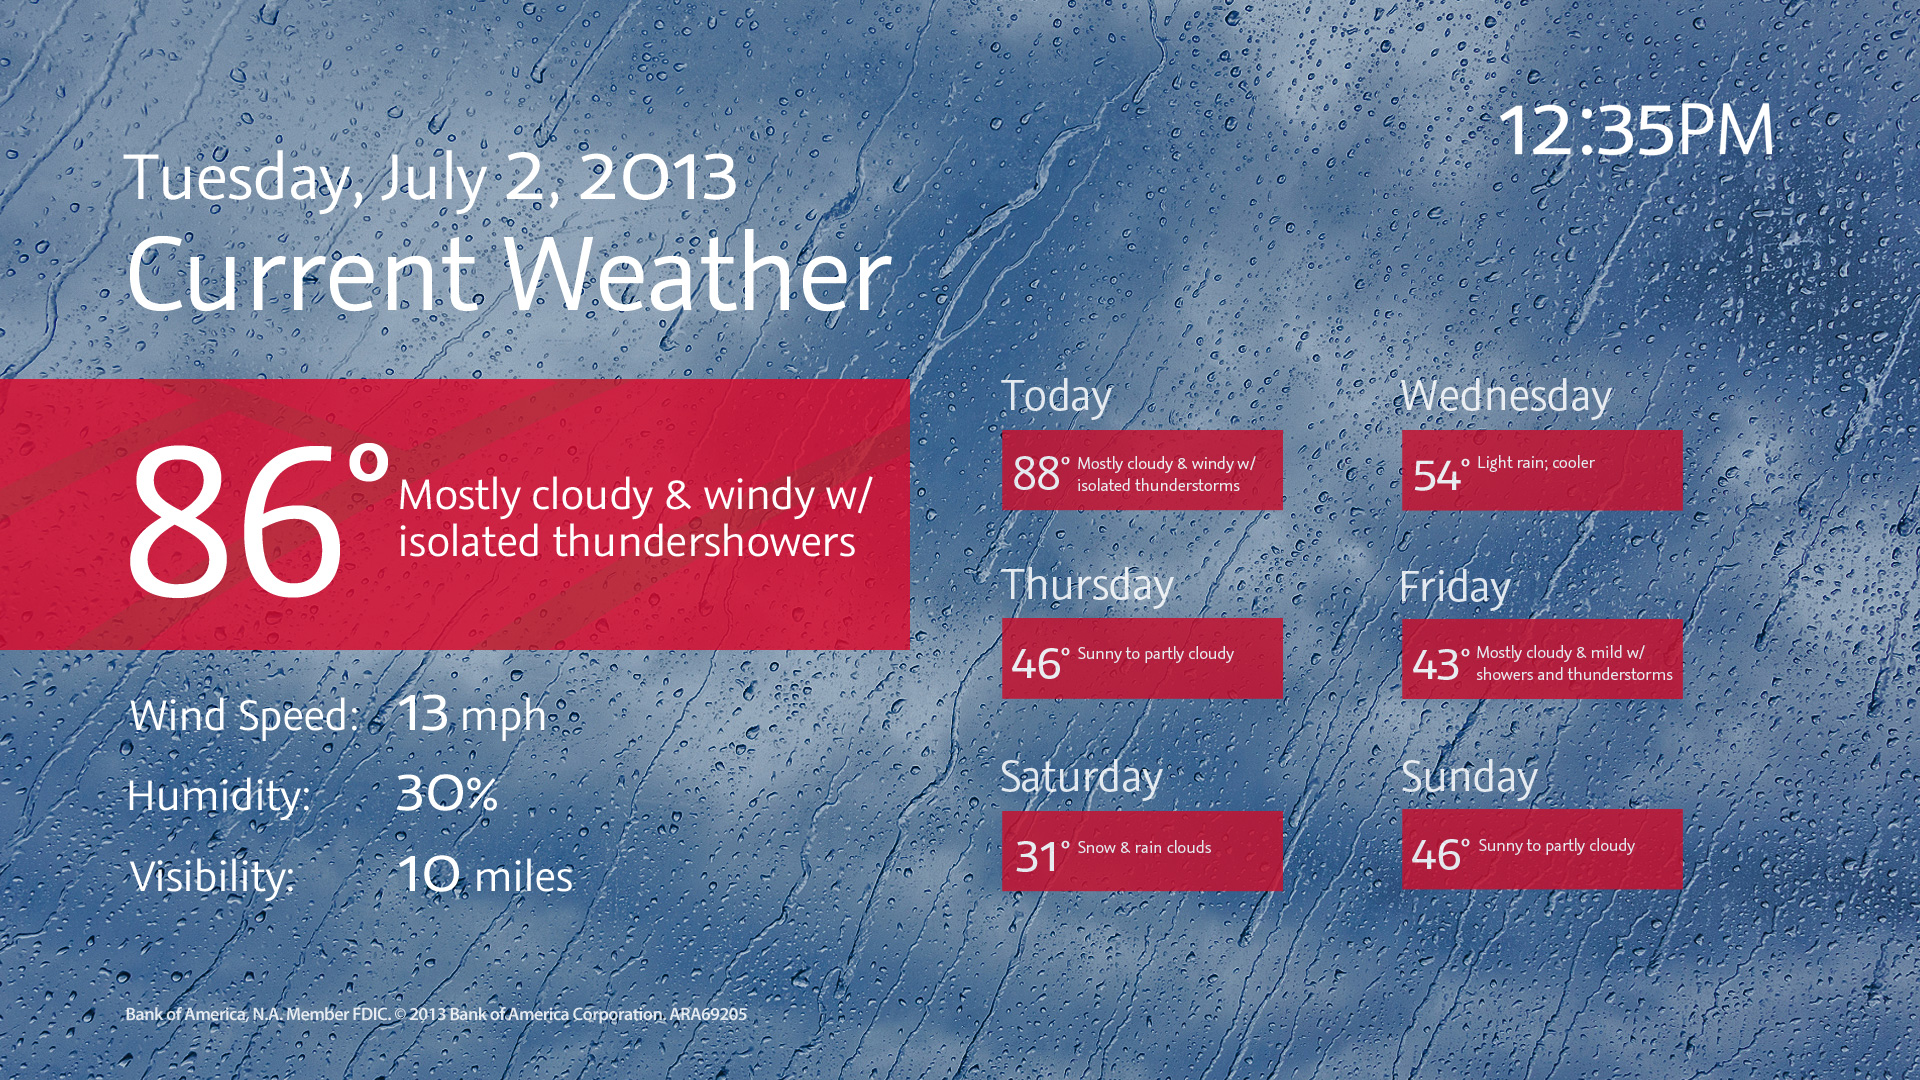 12:35PM
Tuesday, July 2, 2013
Current Weather
86° Mostly cloudy & windy w/
isolated thundershowers
Wind Speed: 13 mph
Humidity: 30%
Visibility: 10 miles
Today
88° Mostly cloudy & windy w/
isolated thunderstorms
Wednesday
54° Light rain; cooler
Thursday
46° Sunny to partly cloudy
Friday
43° Mostly cloudy & mild w/
showers and thunderstorms
Saturday
31° Snow & rain clouds
Sunday
46° Sunny to partly cloudy
Bank of America, N.A. Member FDIC. © 2013 Bank of America Corporation. ARA69205